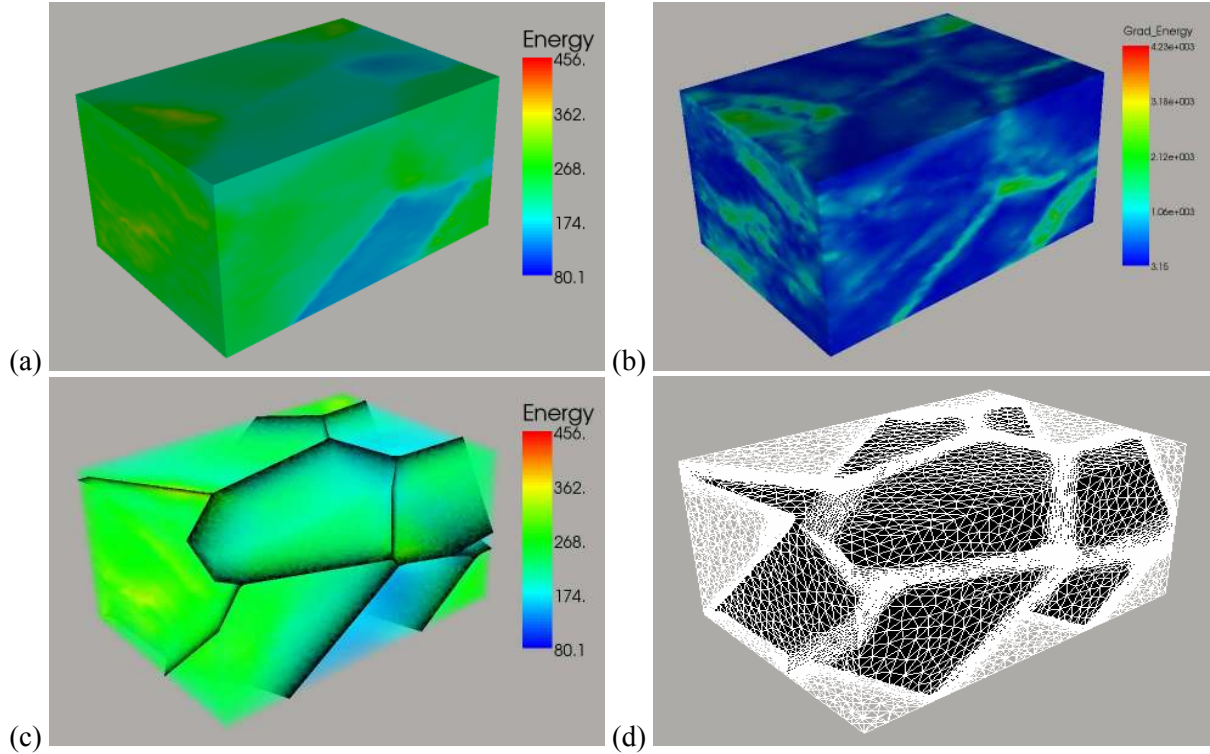 (a)
Energy
456.
362.
268.
174.
80.1
(b)
Grad_Energy
4.23e+003
3.18e+003
2.12e+003
1.06e+003
3.15
(c)
Energy
456.
362.
268.
174.
80.1
(d)